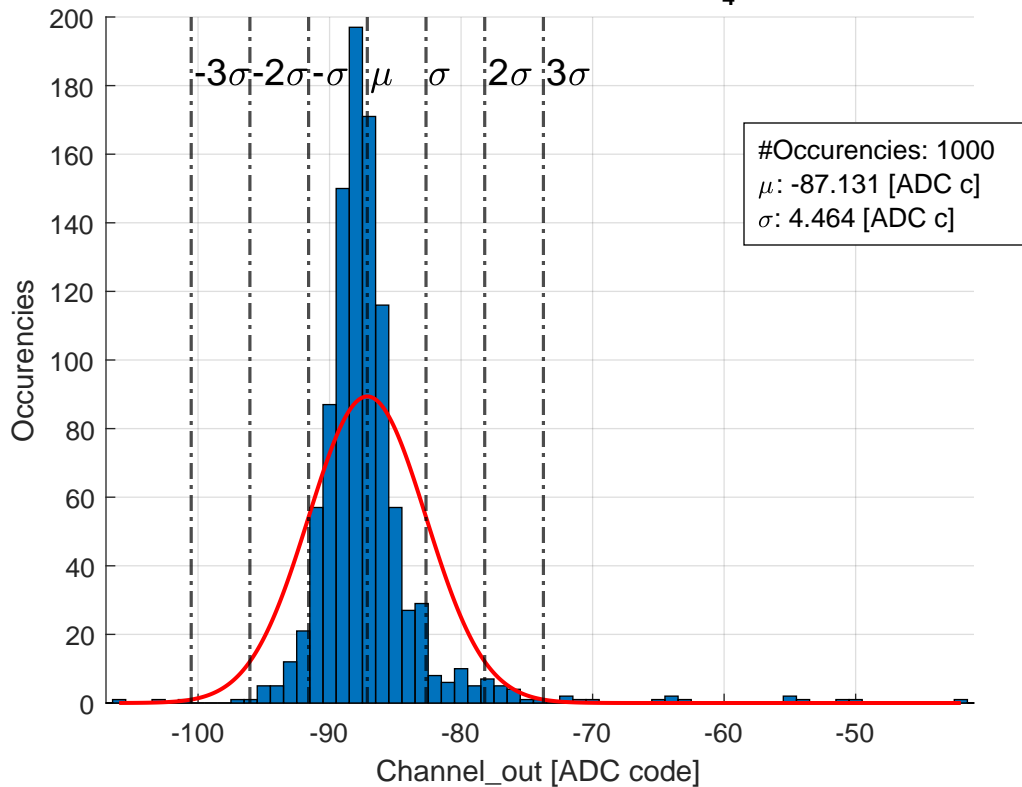 4
200
180
160
140
120
100
80
60
40
20
0
Occurencies
-3σ -2σ -σ μ σ 2σ 3σ
#Occurencies: 1000
μ: -87.131 [ADC c]
σ: 4.464 [ADC c]
-100 -90 -80 -70 -60 -50
Channel_out [ADC code]